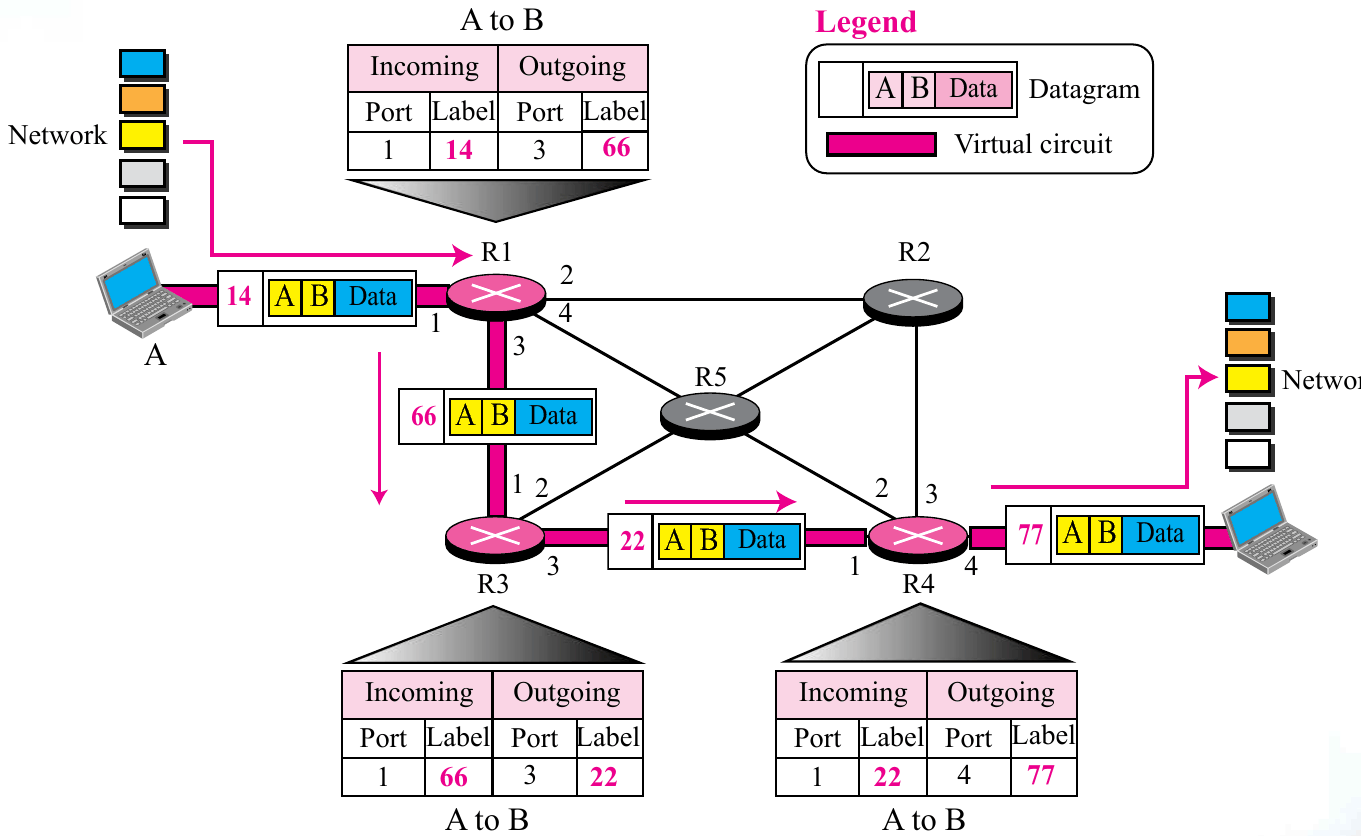 A to B
Incoming Outgoing
Port Label Port Label
1 14 3 66
Legend
A B Data Datagram
Virtual circuit
Network
R1
R2
14 A B Data
1
2
4
3
A
R5
66 A B Data
Networ
1
2
2
3
22 A B Data
77 A B Data
3
1
4
R3
R4
Incoming Outgoing
Port Label Port Label
1 66 3 22
A to B
Incoming Outgoing
Port Label Port Label
1 22 4 77
A to B